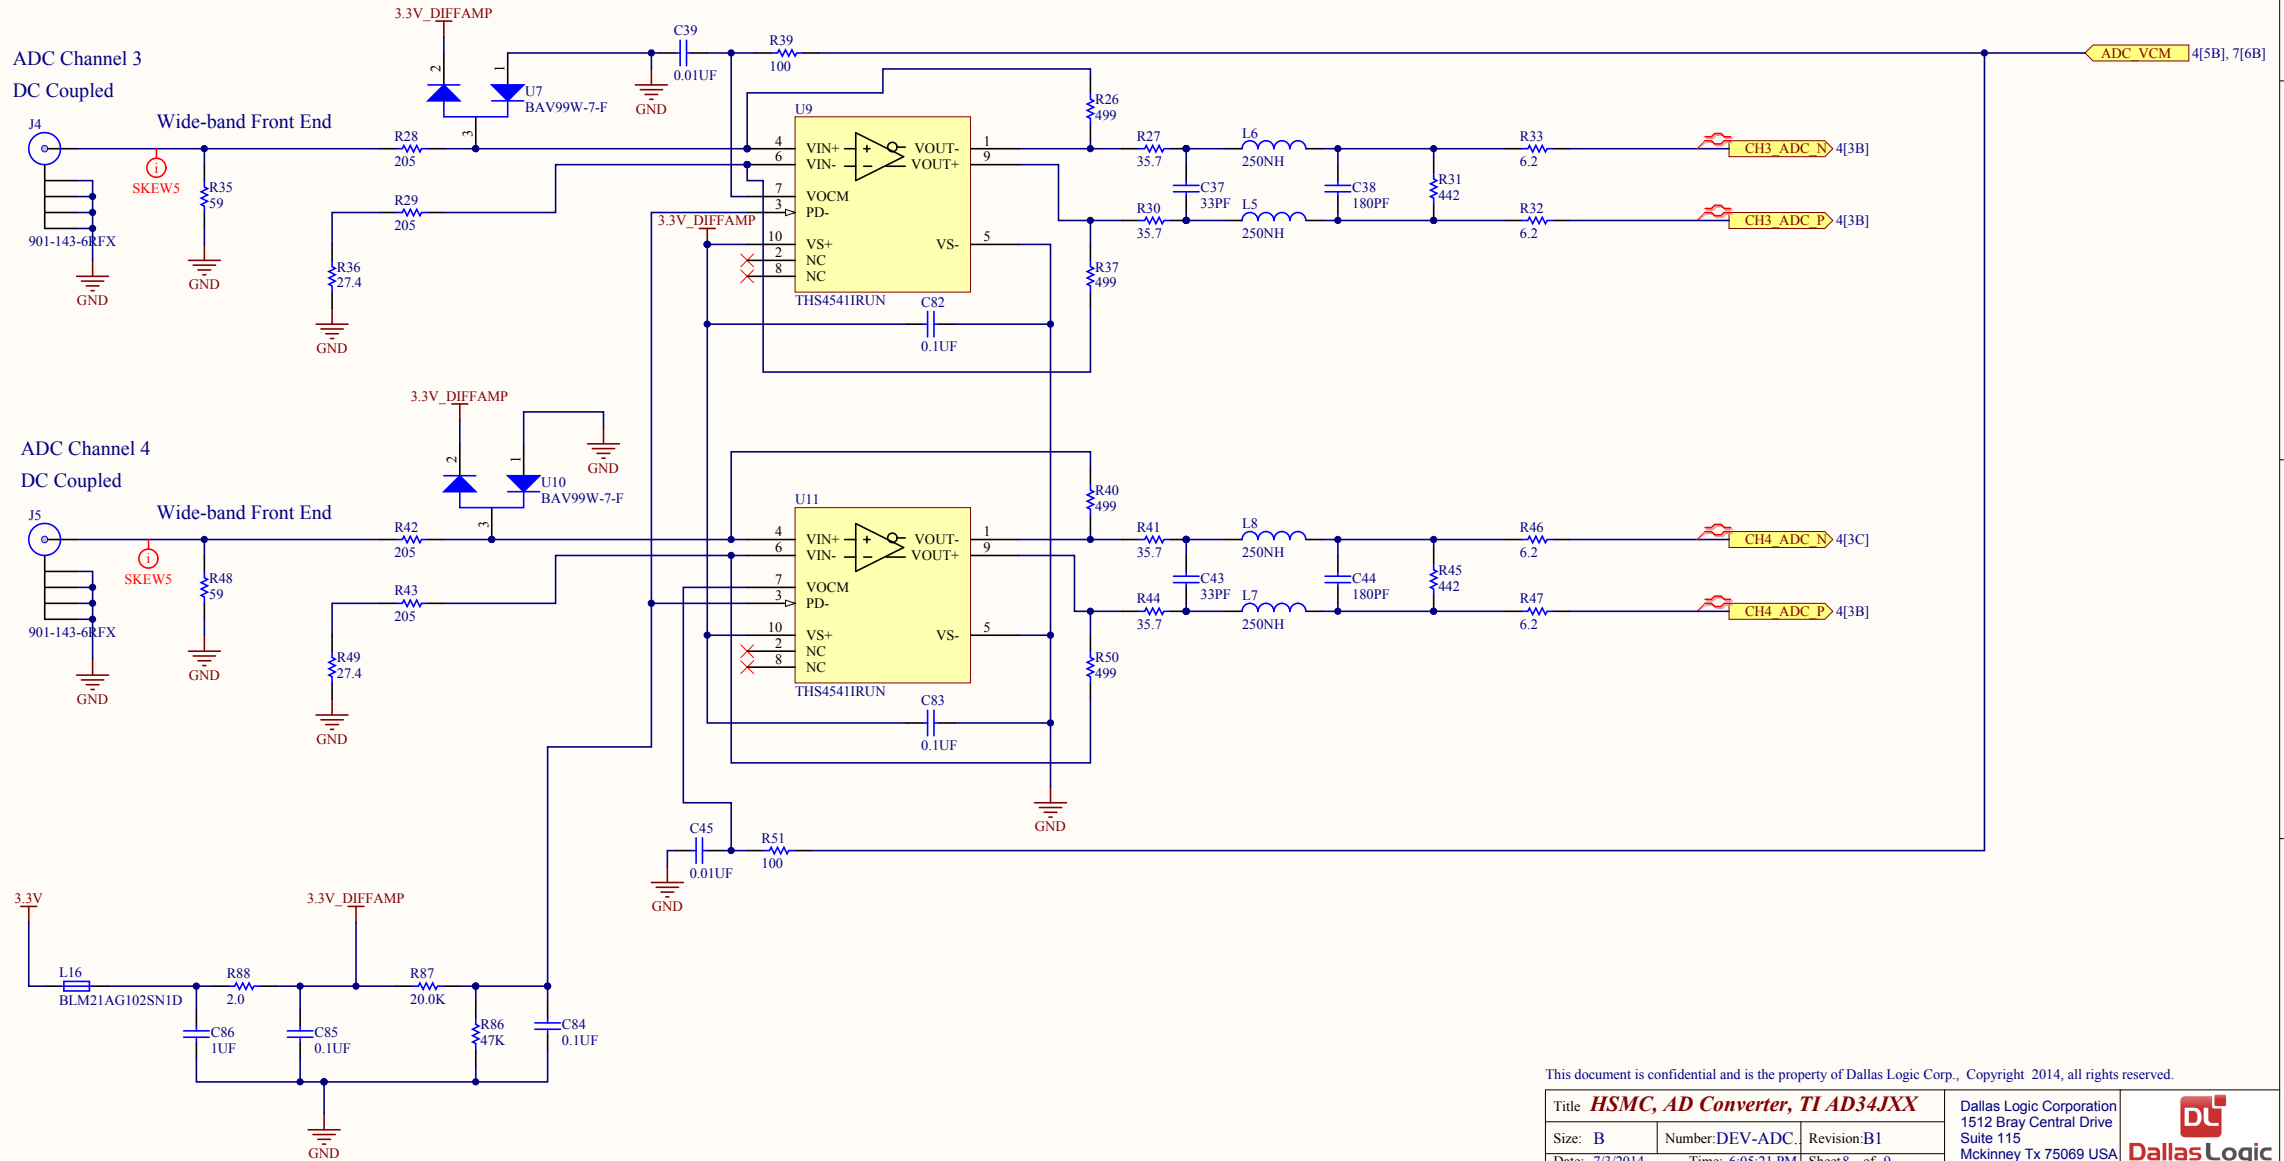 3.3V_DIFFAMP
ADC Channel 3
DC Coupled
J4
Wide-band Front End
SKEW5
901-143-6RFX
GND
R35
59
GND
R28
205
R29
205
R36
27.4
GND
2
1
3
U7
BAV99W-7-F
GND
C39
0.01UF
R39
100
ADC_VCM
4[5B], 7[6B]
U9
4
6
7
3
10
2
8
VIN+
VIN-
VOCM
PD-
VS+
NC
NC
VOUT-
VOUT+
VS-
1
9
5
THS4541IRUN
3.3V_DIFFAMP
C82
0.1UF
R26
499
R27
35.7
R30
35.7
R37
499
C37
33PF
L6
250NH
L5
250NH
C38
180PF
R31
442
R33
6.2
R32
6.2
CH3_ADC_N
4[3B]
CH3_ADC_P
4[3B]
3.3V_DIFFAMP
ADC Channel 4
DC Coupled
J5
Wide-band Front End
SKEW5
901-143-6RFX
GND
R48
59
GND
R42
205
R43
205
R49
27.4
GND
2
1
3
U10
BAV99W-7-F
GND
U11
4
6
7
3
10
2
8
VIN+
VIN-
VOCM
PD-
VS+
NC
NC
VOUT-
VOUT+
VS-
1
9
5
THS4541IRUN
C83
0.1UF
R40
499
R41
35.7
R44
35.7
R50
499
C43
33PF
L8
250NH
L7
250NH
C44
180PF
R45
442
R46
6.2
R47
6.2
CH4_ADC_N
4[3C]
CH4_ADC_P
4[3B]
GND
C45
0.01UF
R51
100
GND
3.3V
3.3V_DIFFAMP
L16
BLM21AG102SN1D
R88
2.0
R87
20.0K
C86
1UF
C85
0.1UF
R86
47K
C84
0.1UF
GND
This document is confidential and is the property of Dallas Logic Corp., Copyright 2014, all rights reserved.
Title HSMC, AD Converter, TI AD34JXX
Size: B
Number:DEV-ADC..
Revision:B1
Date: 7/3/2014
Time: 6:05:21 PM
Sheet8 of 9
Dallas Logic Corporation
1512 Bray Central Drive
Suite 115
Mckinney Tx 75069 USA
DL
DallasLogic